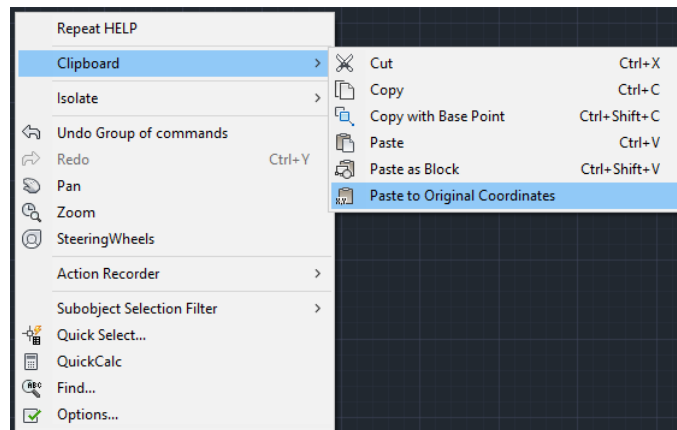 Repeat HELP
Clipboard
Isolate
Undo Group of commands
Redo Ctrl+Y
Pan
Zoom
SteeringWheels
Action Recorder
Subobject Selection Filter
Quick Select...
QuickCalc
Find...
Options...
Cut Ctrl+X
Copy Ctrl+C
Copy with Base Point Ctrl+Shift+C
Paste Ctrl+V
Paste as Block Ctrl+Shift+V
Paste to Original Coordinates